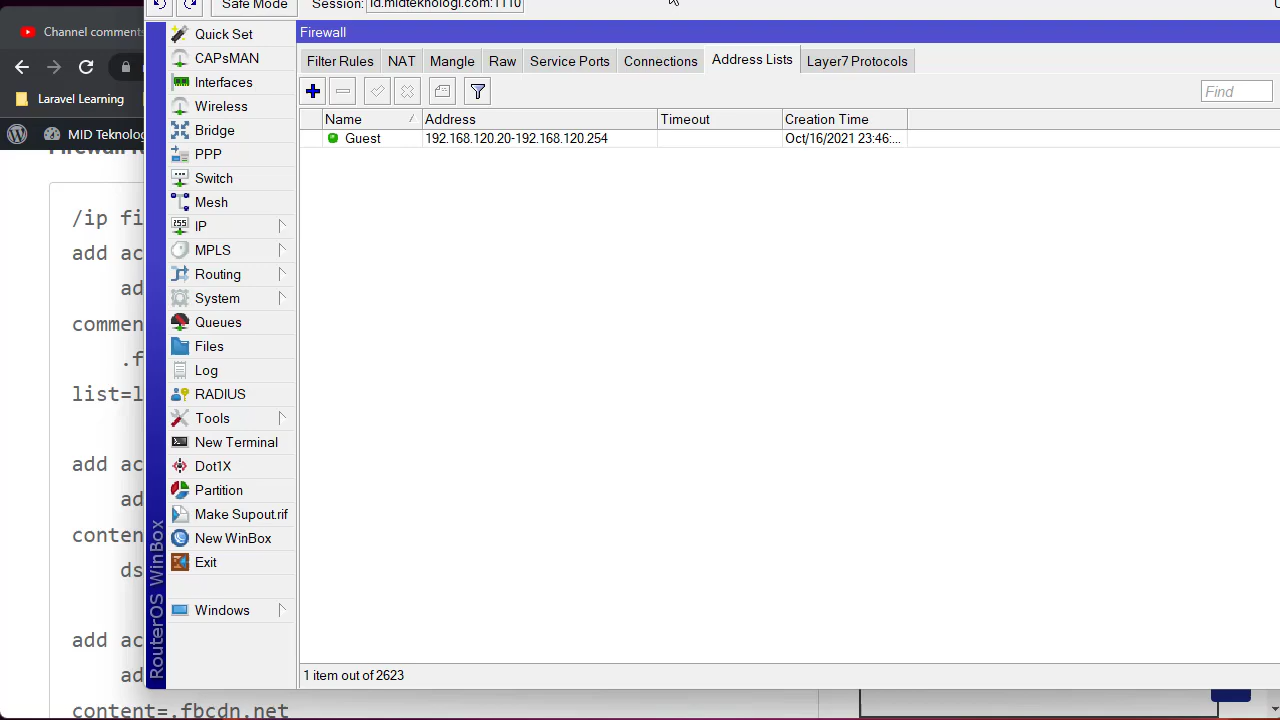 Safe Mode
Session: id.midteknologi.com:1110
Channel comment
Firewall
Filter Rules NAT Mangle Raw Service Ports Connections Address Lists Layer7 Protocols
Find
Name Address Timeout Creation Time
Guest 192.168.120.20-192.168.120.254 Oct/16/2021 23:46:...
1 item out of 2623
Quick Set
CAPsMAN
Interfaces
Wireless
Bridge
PPP
Switch
Mesh
IP
MPLS
Routing
System
Queues
Files
Log
RADIUS
Tools
New Terminal
Dot1X
Partition
Make Supout.rif
New WinBox
Exit
Windows
RouterOS WinBox
Laravel Learning
MID Teknolo
/ip fi
add ac
ad
commen
.f
list=l
add ac
ad
conten
ds
add ac
ad
content=.fbcdn.net